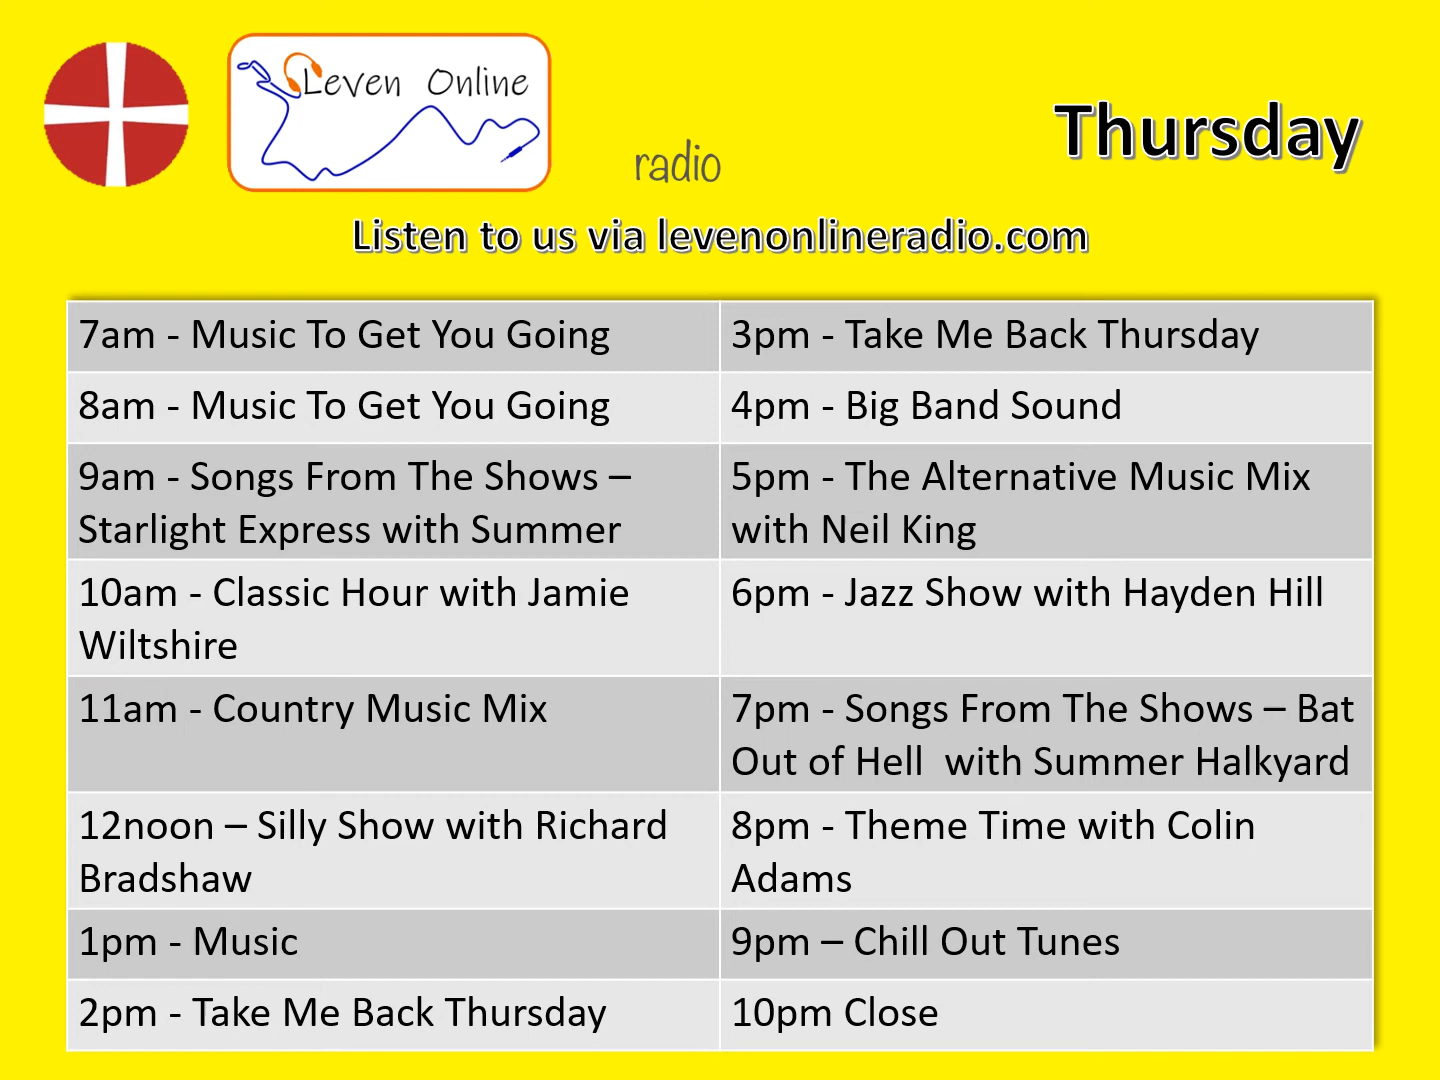 Leven Online
radio
Thursday
Listen to us via levenonlineradio.com
7am - Music To Get You Going
8am - Music To Get You Going
9am - Songs From The Shows –
Starlight Express with Summer
10am - Classic Hour with Jamie
Wiltshire
11am - Country Music Mix
12noon – Silly Show with Richard
Bradshaw
1pm - Music
2pm - Take Me Back Thursday
3pm - Take Me Back Thursday
4pm - Big Band Sound
5pm - The Alternative Music Mix
with Neil King
6pm - Jazz Show with Hayden Hill
7pm - Songs From The Shows – Bat
Out of Hell  with Summer Halkyard
8pm - Theme Time with Colin
Adams
9pm – Chill Out Tunes
10pm Close